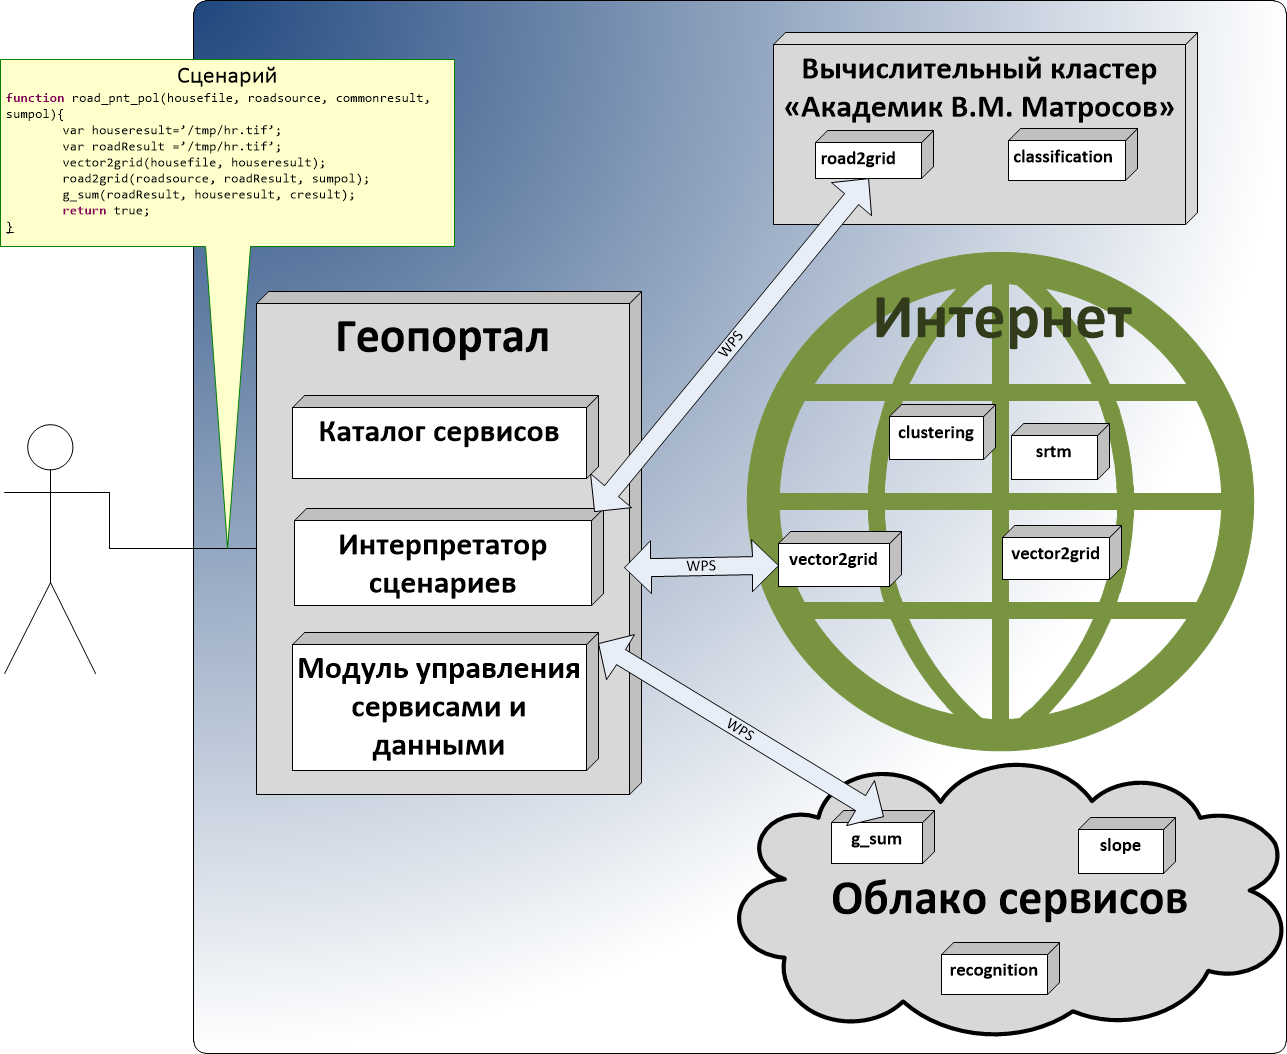 Сценарий
function road_pnt_pol(housefile, roadsource, commonresult,
sumpol){
var houseresult=’/tmp/hr.tif’;
var roadResult =’/tmp/hr.tif’;
vector2grid(housefile, houseresult);
road2grid(roadsource, roadResult, sumpol);
g_sum(roadResult, houseresult, cresult);
return true;
}
Геопортал
Каталог сервисов
Интерпретатор
сценариев
Модуль управления
сервисами и
данными
WPS
WPS
WPS
Вычислительный кластер
«Академик В.М. Матросов»
road2grid
classification
Интернет
clustering
srtm
vector2grid
vector2grid
g_sum
slope
Облако сервисов
recognition